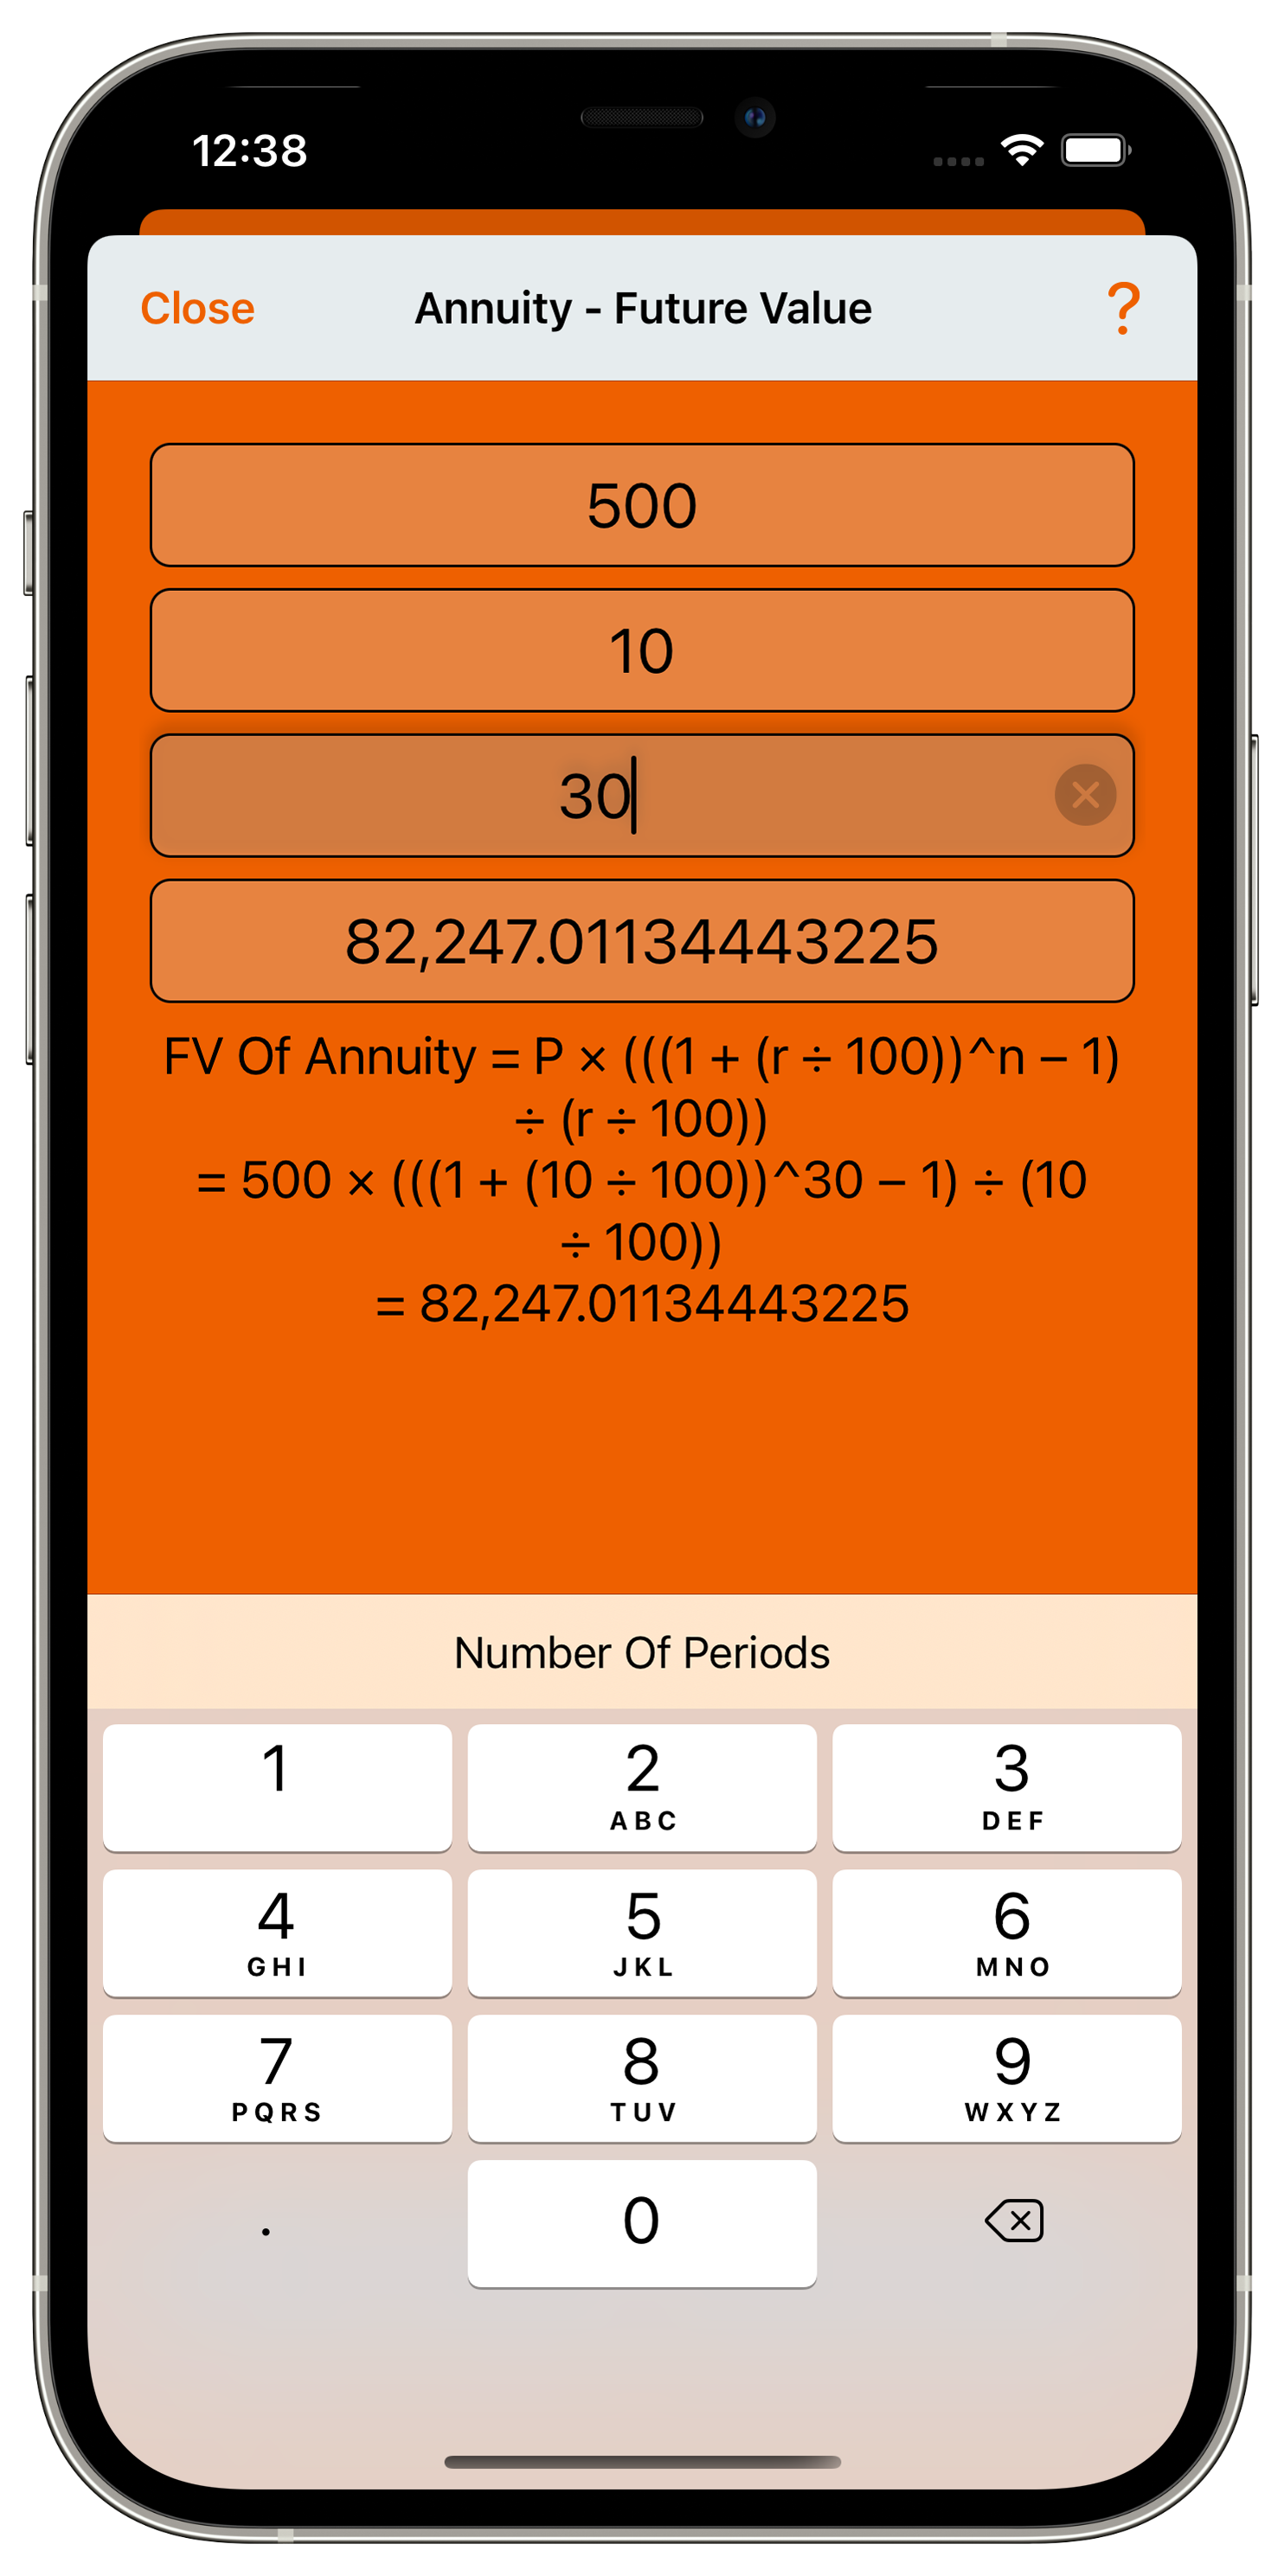 12:38
Close Annuity - Future Value ?
500
10
30
82,247.01134443225
FV Of Annuity = P × (((1 + (r ÷ 100))^n – 1)
÷ (r ÷ 100))
= 500 × (((1 + (10 ÷ 100))^30 – 1) ÷ (10
÷ 100))
= 82,247.01134443225
Number Of Periods
1 2 3
ABC DEF
4 5 6
GHI JKL MNO
7 8 9
PQRS TUV WXYZ
. 0